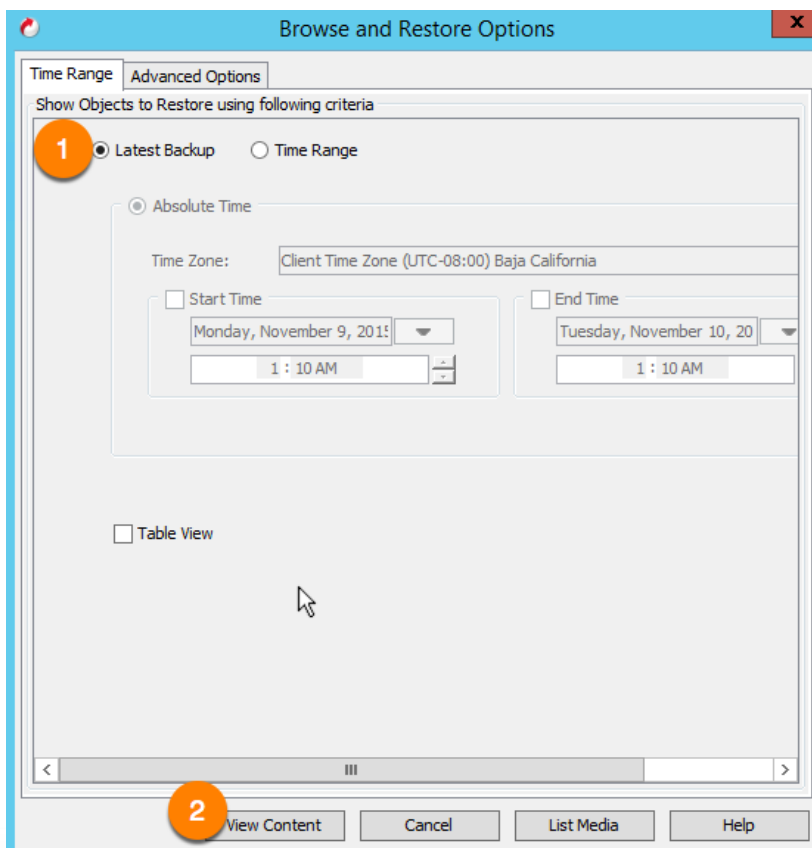 Browse and Restore Options
X
Time Range Advanced Options
Show Objects to Restore using following criteria
1 Latest Backup Time Range
Absolute Time
Time Zone: Client Time Zone (UTC-08:00) Baja California
Start Time End Time
Monday, November 9, 201 Tuesday, November 10, 20
1 : 10 AM 1 : 10 AM
Table View
2 View Content Cancel List Media Help